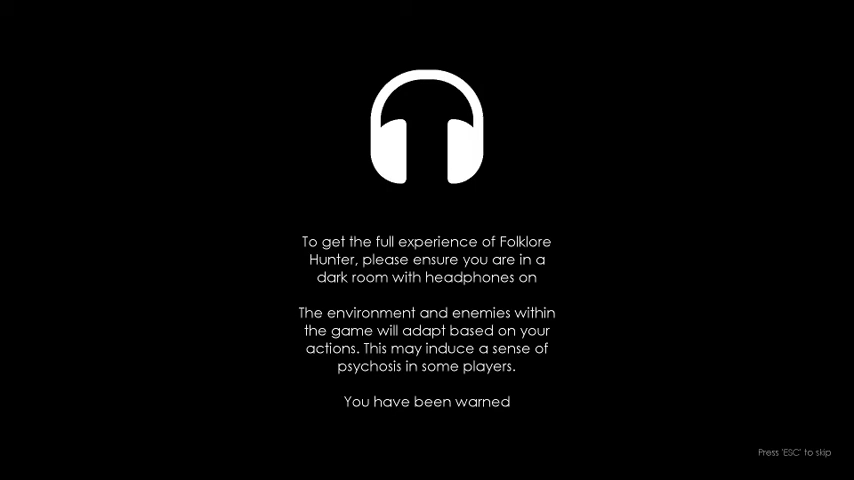 To get the full experience of Folklore
Hunter, please ensure you are in a
dark room with headphones on
The environment and enemies within
the game will adapt based on your
actions. This may induce a sense of
psychosis in some players.
You have been warned
Press 'ESC' to skip